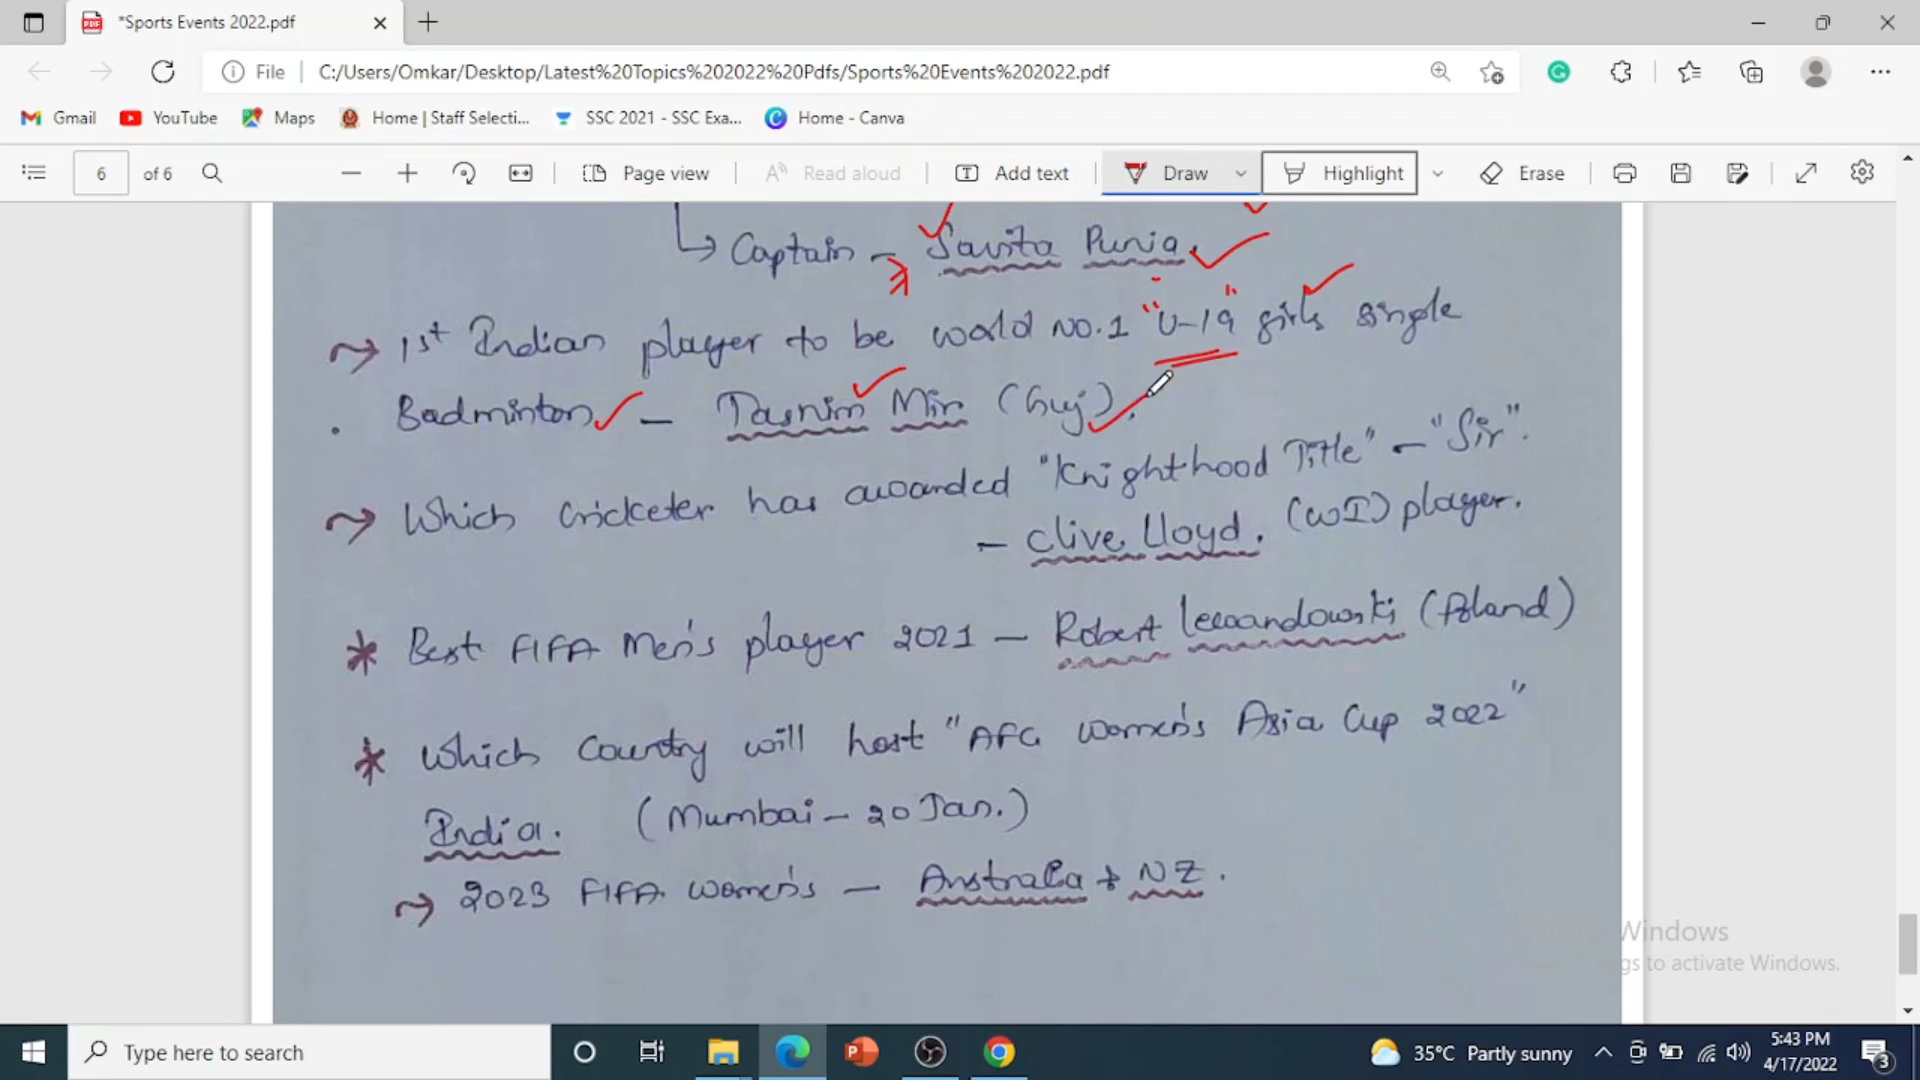 *Sports Events 2022.pdf
File C:/Users/Omkar/Desktop/Latest%20Topics%202022%20Pdfs/Sports%20Events%202022.pdf
Gmail YouTube Maps Home | Staff Selecti... SSC 2021 - SSC Exa... Home - Canva
6 of 6 Page view Read aloud Add text Draw Highlight Erase
Captain - Savita Punia.
1st Indian player to be world No.1 "U-19" girls single
Badminton - Tasnim Mir (Guj).
Which cricketer has awarded "Knighthood Title" - "Sir".
- Clive Lloyd. (WI) player.
* Best FIFA Men's player 2021 - Robert Lewandowski (Poland)
* Which Country will host "AFC women's Asia Cup 2022"
India. (Mumbai - 20 Jan.)
2023 FIFA women's - Australia + NZ.
Windows
gs to activate Windows.
Type here to search
35°C Partly sunny
5:43 PM
4/17/2022
3